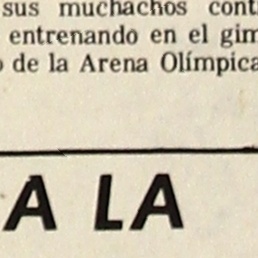 sus muchachos cont
entrenando en el gim
o de la Arena Olímpica
A LA